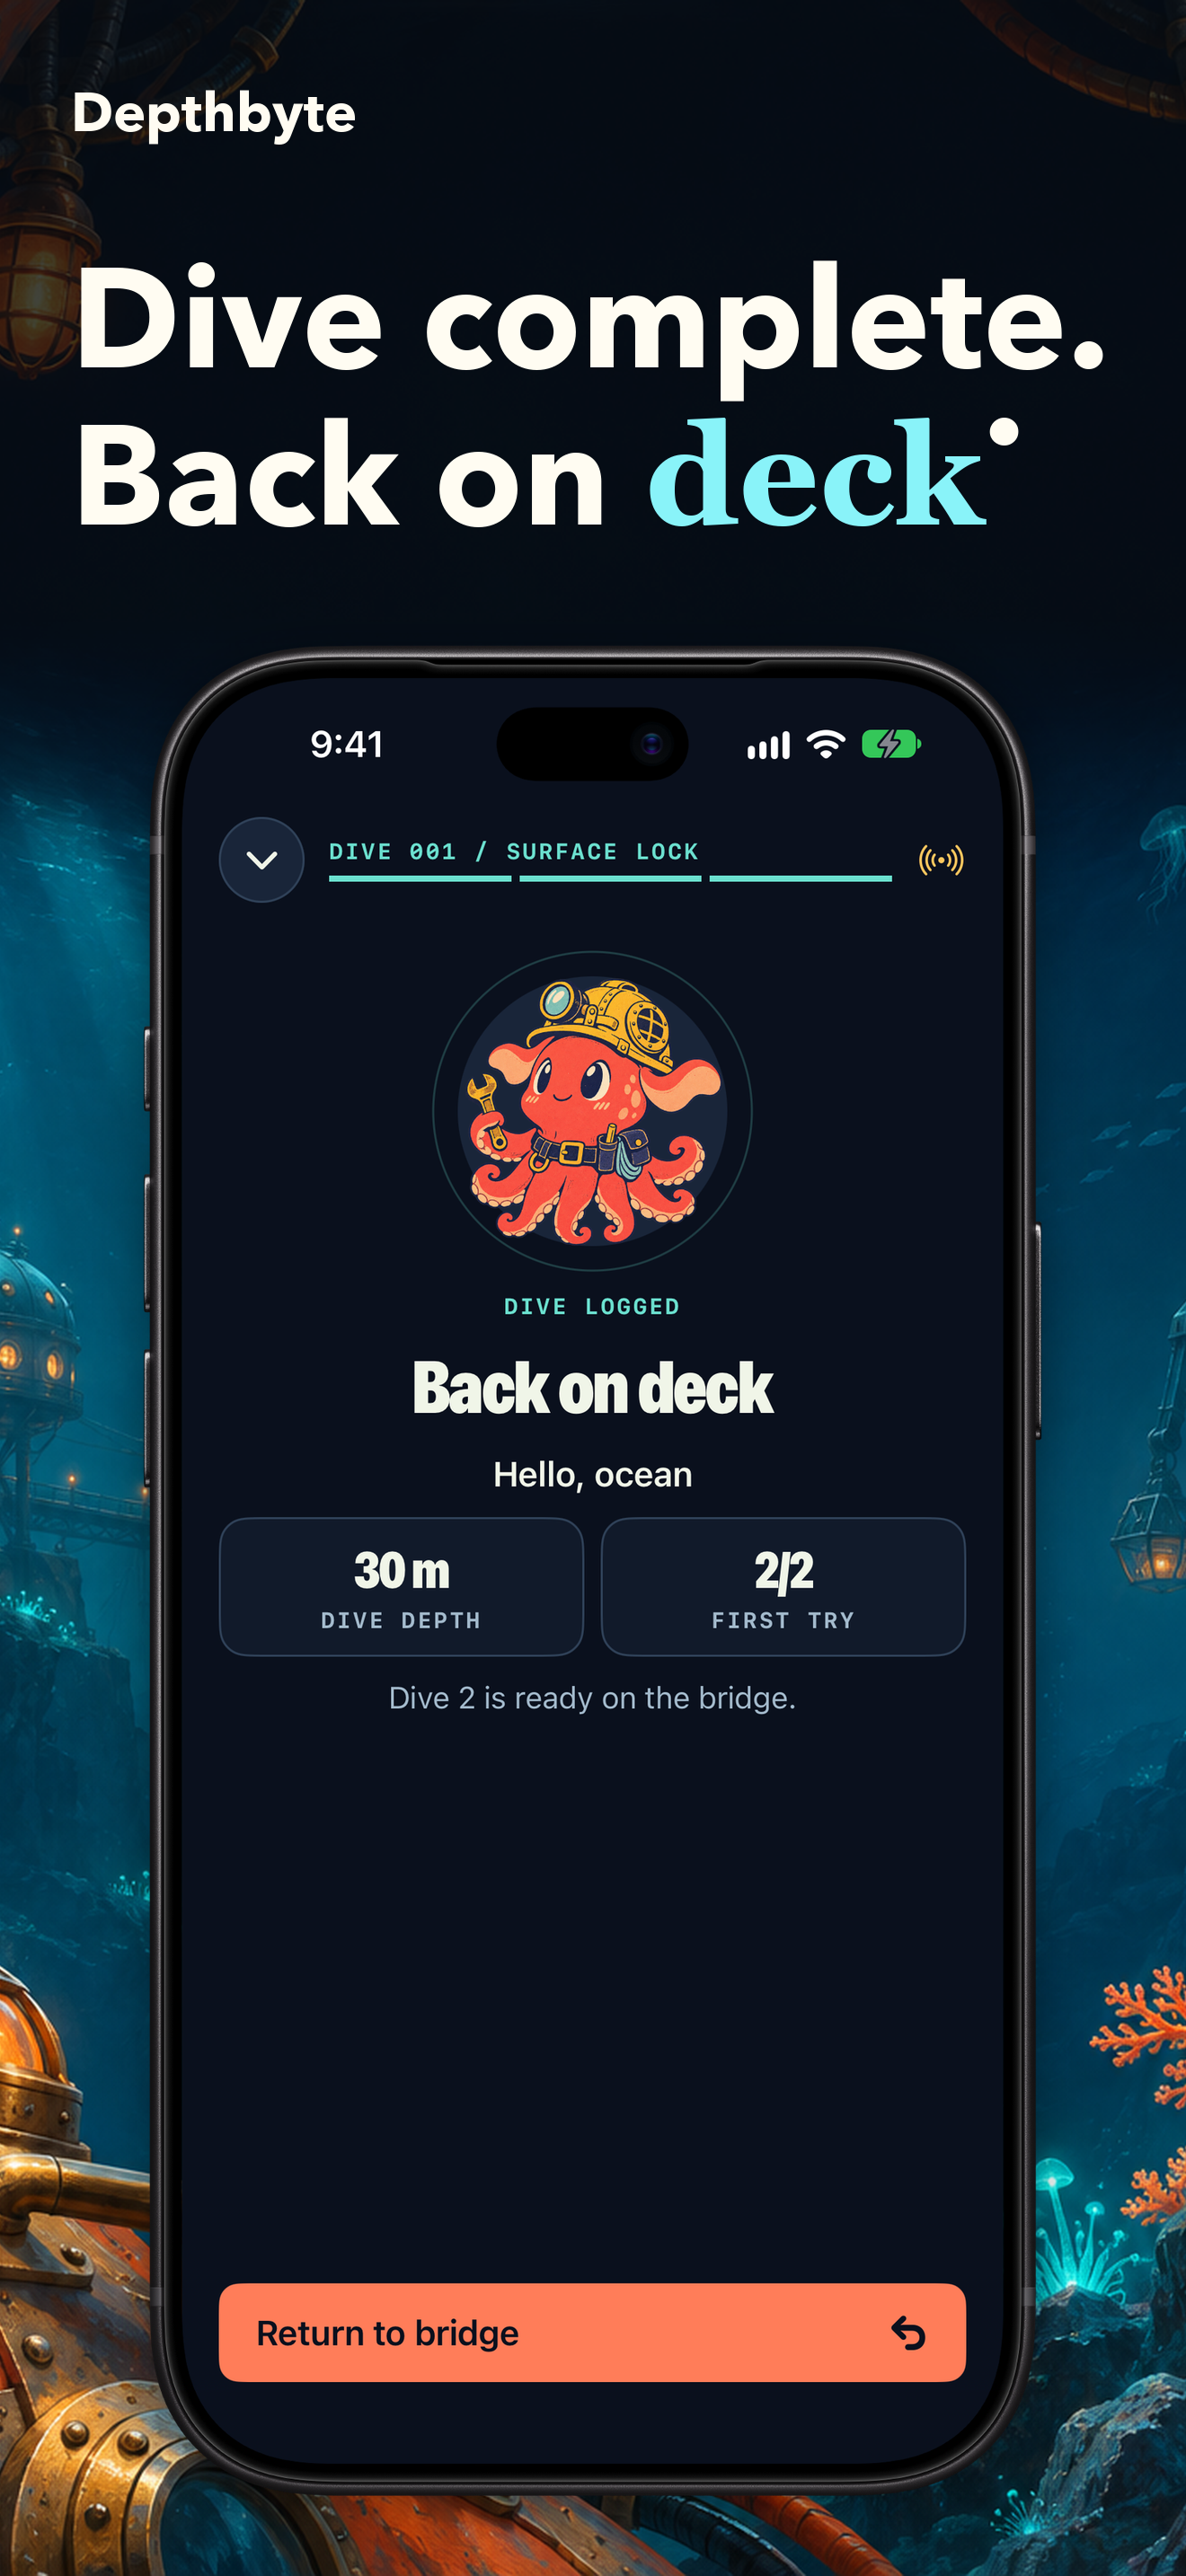 Depthbyte
Dive complete.
Back on deck.
9:41
DIVE 001 / SURFACE LOCK
DIVE LOGGED
Back on deck
Hello, ocean
30 m
DIVE DEPTH
2/2
FIRST TRY
Dive 2 is ready on the bridge.
Return to bridge